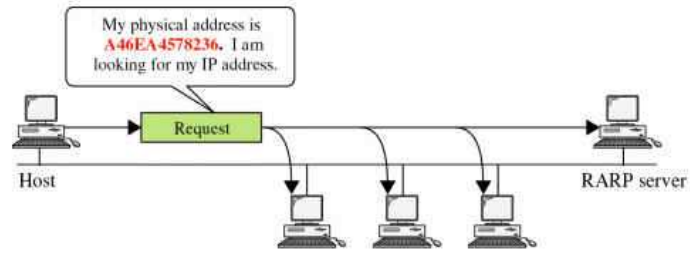 My physical address is
A46EA4578236. I am
looking for my IP address.
Request
Host
RARP server